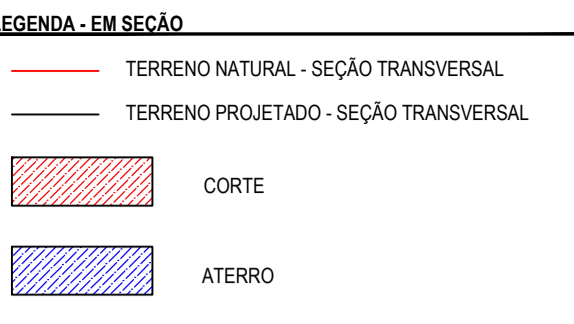 LEGENDA - EM SEÇÃO
TERRENO NATURAL - SEÇÃO TRANSVERSAL
TERRENO PROJETADO - SEÇÃO TRANSVERSAL
CORTE
ATERRO